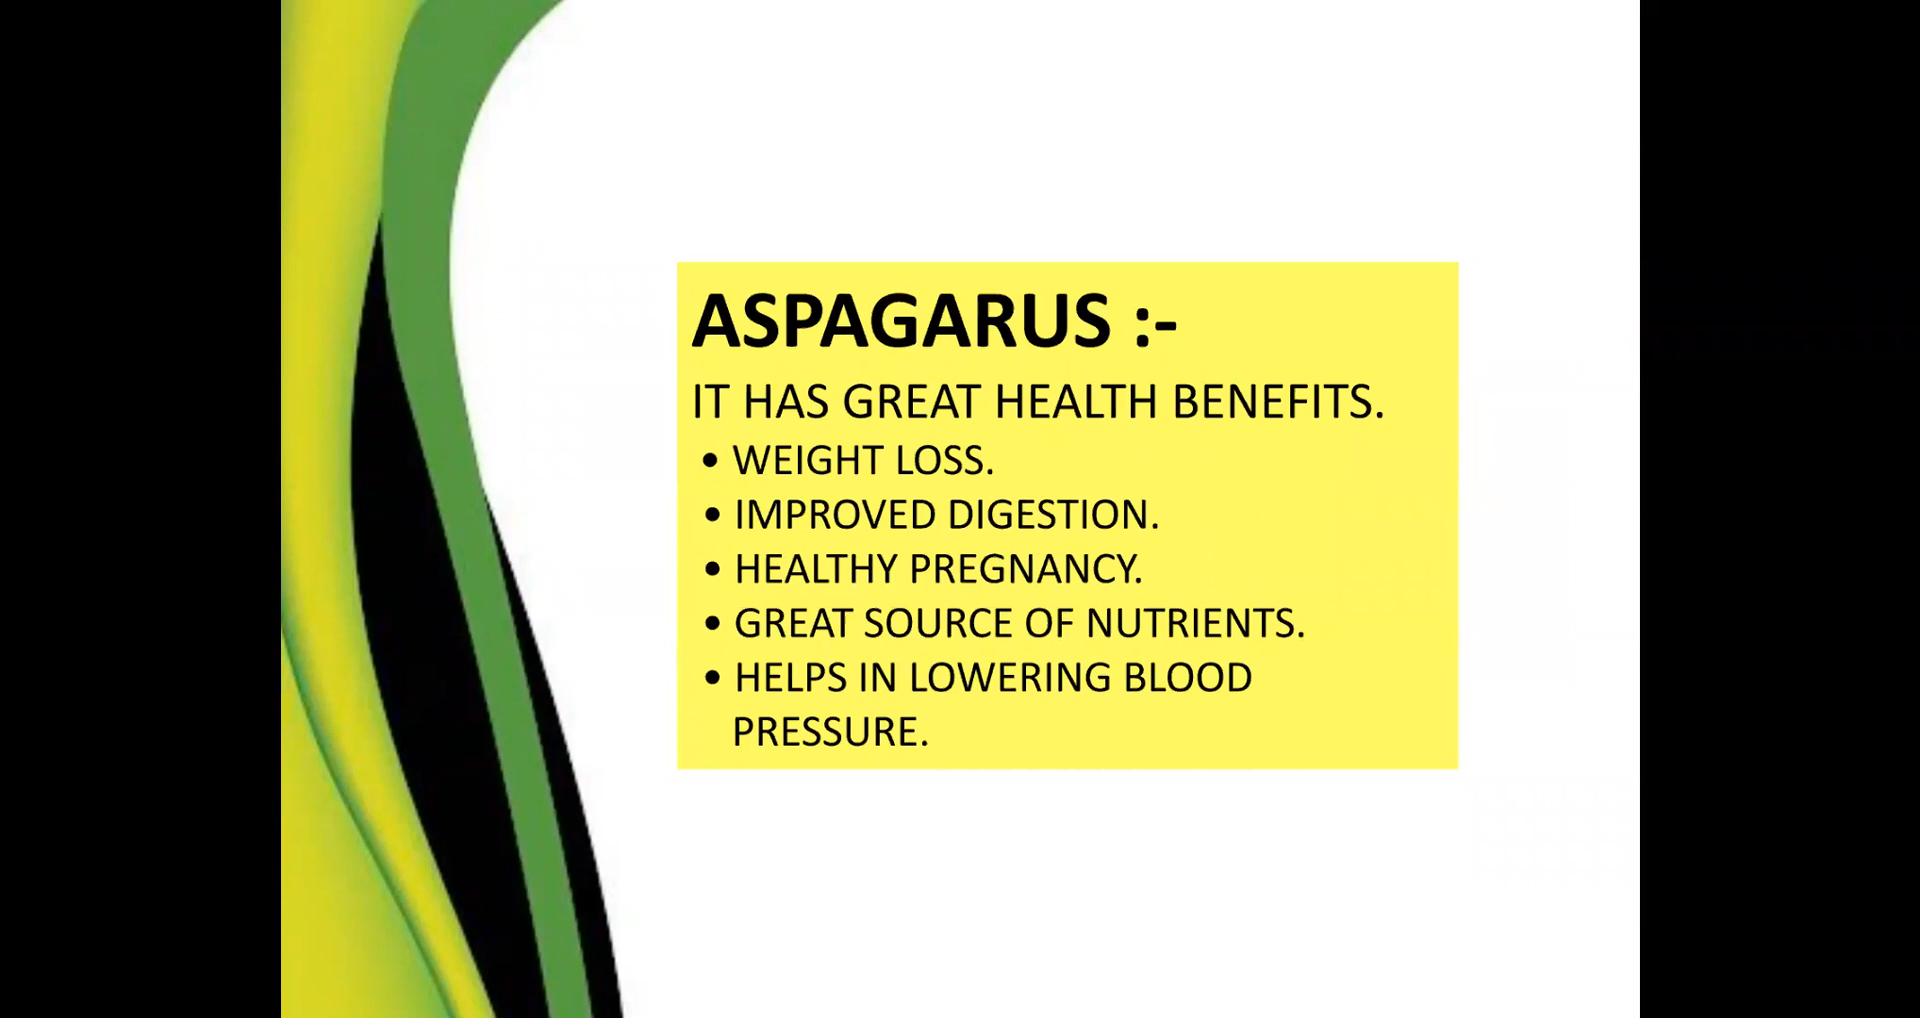 ASPAGARUS :-
IT HAS GREAT HEALTH BENEFITS.
• WEIGHT LOSS.
• IMPROVED DIGESTION.
• HEALTHY PREGNANCY.
• GREAT SOURCE OF NUTRIENTS.
• HELPS IN LOWERING BLOOD
PRESSURE.